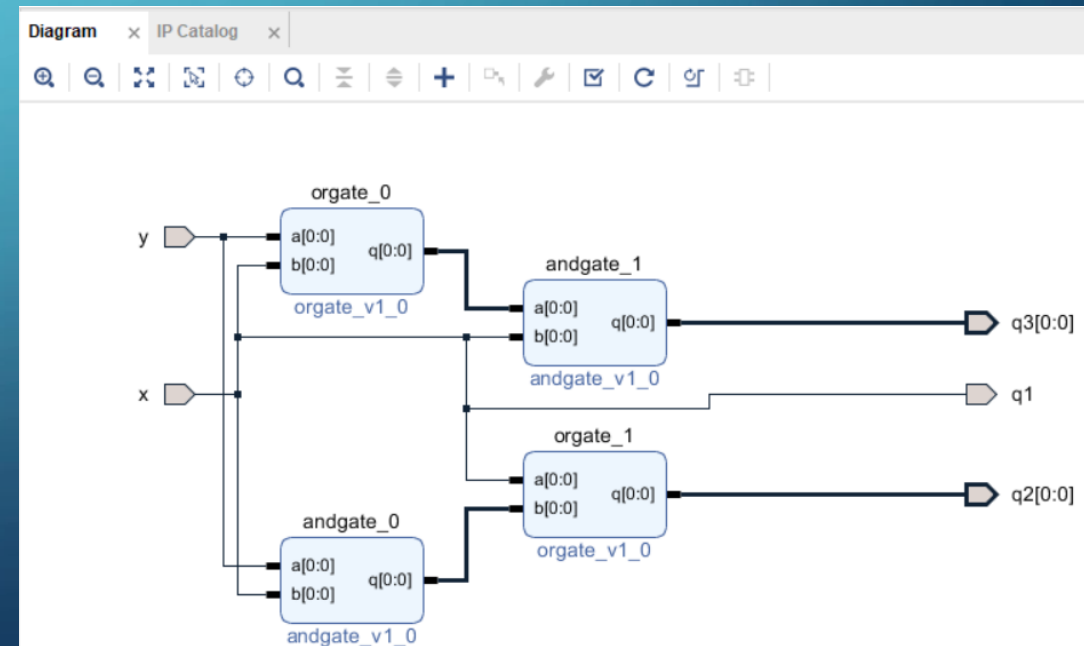 Diagram × IP Catalog ×
orgate_0
y
a[0:0]
b[0:0]
q[0:0]
orgate_v1_0
andgate_1
a[0:0]
b[0:0]
q[0:0]
andgate_v1_0
q3[0:0]
x
q1
orgate_1
a[0:0]
b[0:0]
q[0:0]
orgate_v1_0
q2[0:0]
andgate_0
a[0:0]
b[0:0]
q[0:0]
andgate_v1_0